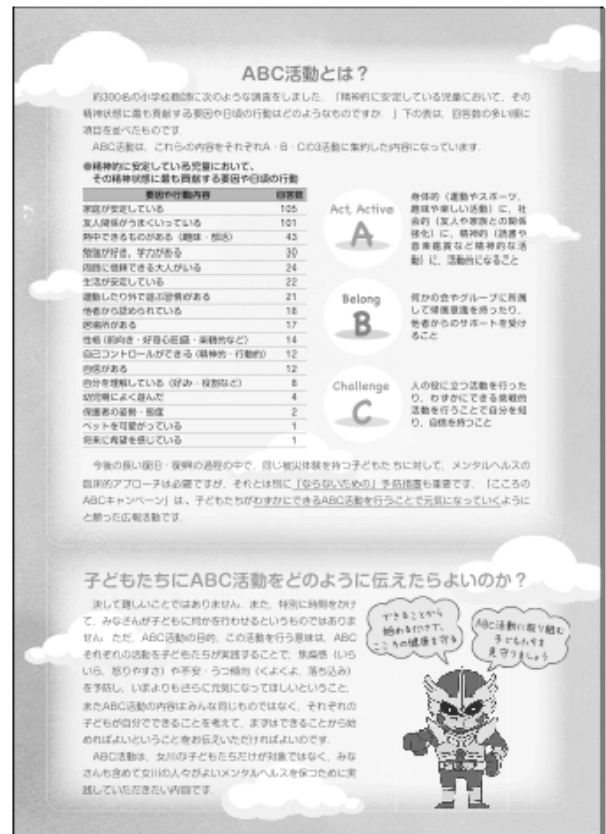 ABC活動とは？
約300名の小学校教諭に次のような調査をしました。「精神的に安定している児童において、その
精神状態に最も貢献する要因や日頃の行動はどのようなものですか。」下の表は、回答数の多い順に
項目を並べたものです。
ABC活動は、これらの内容をそれぞれA・B・Cの3活動に集約した内容になっています。
●精神的に安定している児童において、
その精神状態に最も貢献する要因や日頃の行動
要因や行動内容 回答数
家庭が安定している 105
友人関係がうまくいっている 101
熱中できるものがある（趣味・部活） 43
勉強が好き、学力がある 30
周囲に信頼できる大人がいる 24
生活が安定している 22
運動したり外で遊ぶ習慣がある 21
他者から認められている 18
居場所がある 17
性格（前向き・好奇心旺盛・楽観的など） 14
自己コントロールができる（精神的・行動的） 12
自信がある 12
自分を理解している（好み・役割など） 8
幼児期によく遊んだ 4
保護者の姿勢・態度 2
ペットを可愛がっている 1
将来に希望を感じている 1
Act, Active
A
身体的（運動やスポーツ、
趣味や楽しい活動）に、社
会的（友人や家族との関係
強化）に、精神的（読書や
音楽鑑賞など精神的な活
動）に、活動的になること
Belong
B
何かの会やグループに所属
して帰属意識を持ったり、
他者からのサポートを受け
ること
Challenge
C
人の役に立つ活動を行った
り、わずかにできる挑戦的
活動を行うことで自分を知
り、自信を持つこと
今後の長い復旧・復興の過程の中で、同じ被災体験を持つ子どもたちに対して、メンタルヘルスの
臨床的アプローチは必要ですが、それとは別に「ならないための」予防措置も重要です。「こころの
ABCキャンペーン」は、子どもたちがわずかにできるABC活動を行うことで元気になっていくように
と願った広報活動です。
子どもたちにABC活動をどのように伝えたらよいのか？
決して難しいことではありません。また、特別に時間をかけ
て、みなさんが子どもに何かを行わせるというものではありま
せん。ただ、ABC活動の目的、この活動を行う意味は、ABC
それぞれの活動を子どもたちが実践することで、焦燥感（いら
いら、怒りやすさ）や不安・うつ傾向（くよくよ、落ち込み）
を予防し、いまよりもさらに元気になってほしいということ、
またABC活動の内容はみんな同じものではなく、それぞれの
子どもが自分でできることを考えて、まずはできることから始
めればよいということをお伝えいただければよいのです。
ABC活動は、女川の子どもたちだけが対象ではなく、みな
さんも含めて女川の人々がよいメンタルヘルスを保つために実
践していただきたい内容です。
できることから
始めるだけで、
こころの健康を守る
ABC活動に取り組む
子どもたちを
見守りましょう